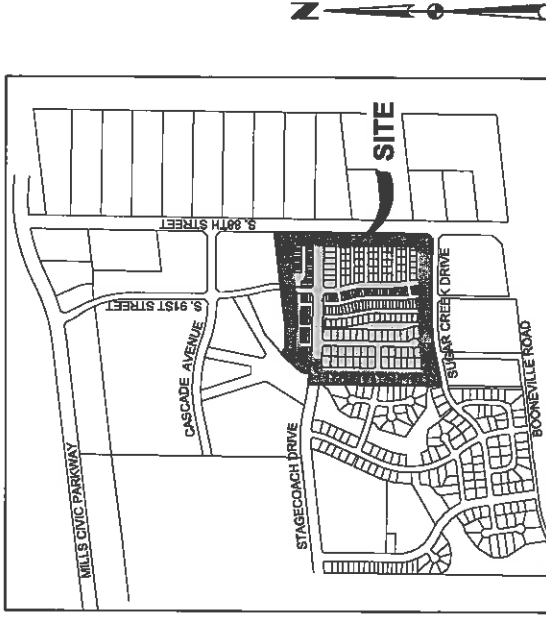 N
MILLS CIVIC PARKWAY
S. 88TH STREET
S. 91ST STREET
CASCADE AVENUE
SITE
STAGECOACH DRIVE
SUGAR CREEK DRIVE
BOONEVILLE ROAD